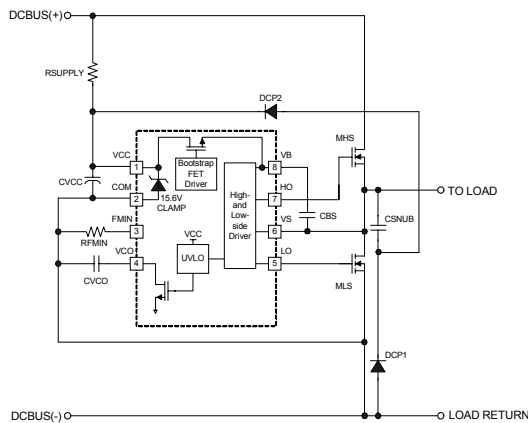 DCBUS(+)
RSUPPLY
DCP2
MHS
VCC
1
Bootstrap
FET
Driver
VB
8
CVCC
COM
2
15.6V
CLAMP
High-
and
Low-
side
Driver
HO
7
TO LOAD
FMIN
3
RFMIN
VS
6
CBS
CSNUB
VCO
4
CVCO
VCC
UVLO
LO
5
MLS
DCP1
DCBUS(-)
LOAD RETURN